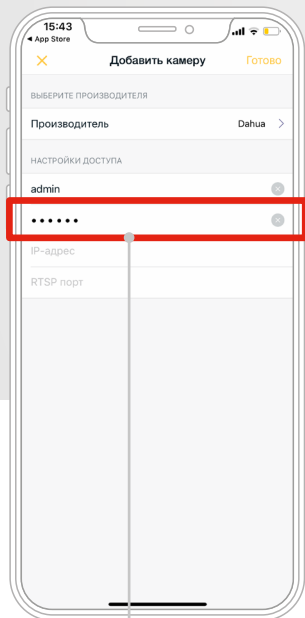 15:43
◀ App Store
Добавить камеру
Готово
ВЫБЕРИТЕ ПРОИЗВОДИТЕЛЯ
Производитель
Dahua
НАСТРОЙКИ ДОСТУПА
admin
••••••
IP-адрес
RTSP порт